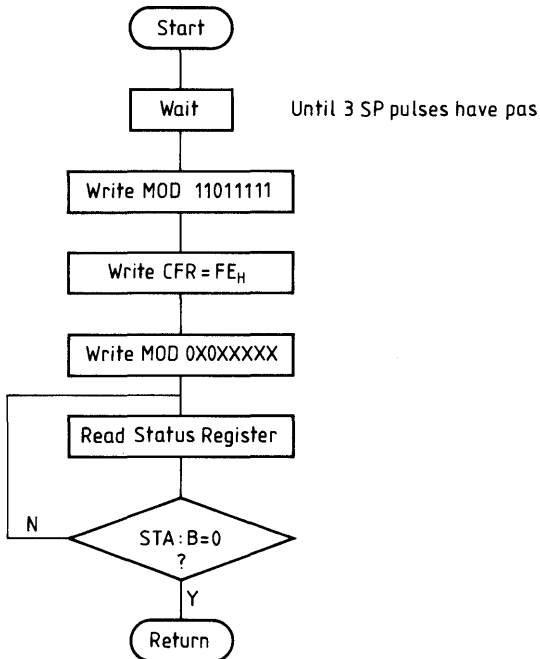 Start
Wait
Until 3 SP pulses have pas
Write MOD 11011111
Write CFR = FEH
Write MOD 0X0XXXXX
Read Status Register
N
STA : B=0
?
Y
Return